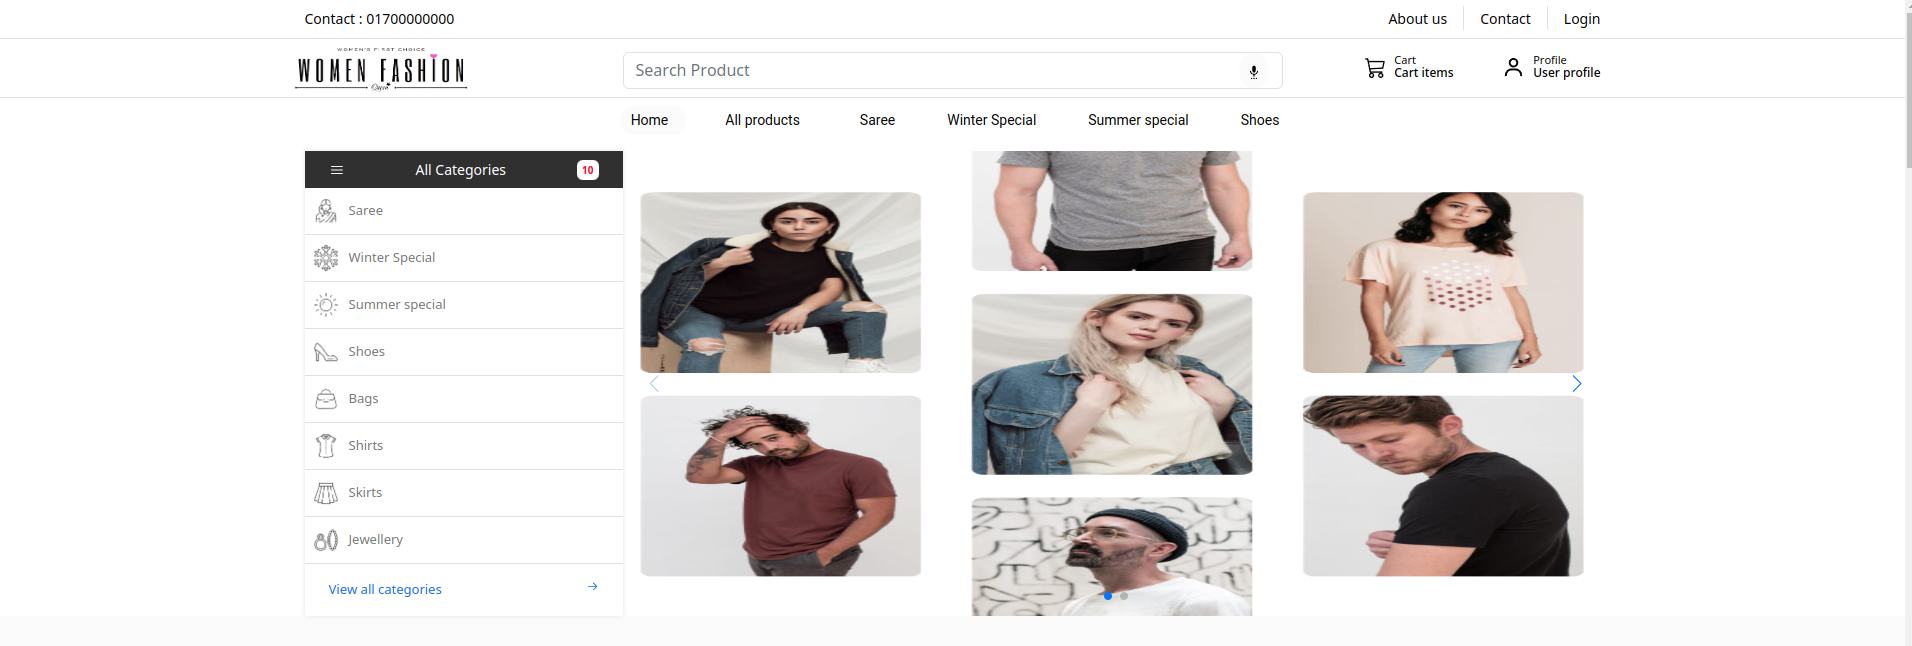 Contact : 01700000000
About us
Contact
Login
WOMEN'S FIRST CHOICE
WOMEN FASHION
Search Product
Cart
Cart items
Profile
User profile
Home
All products
Saree
Winter Special
Summer special
Shoes
All Categories
10
Saree
Winter Special
Summer special
Shoes
Bags
Shirts
Skirts
Jewellery
View all categories